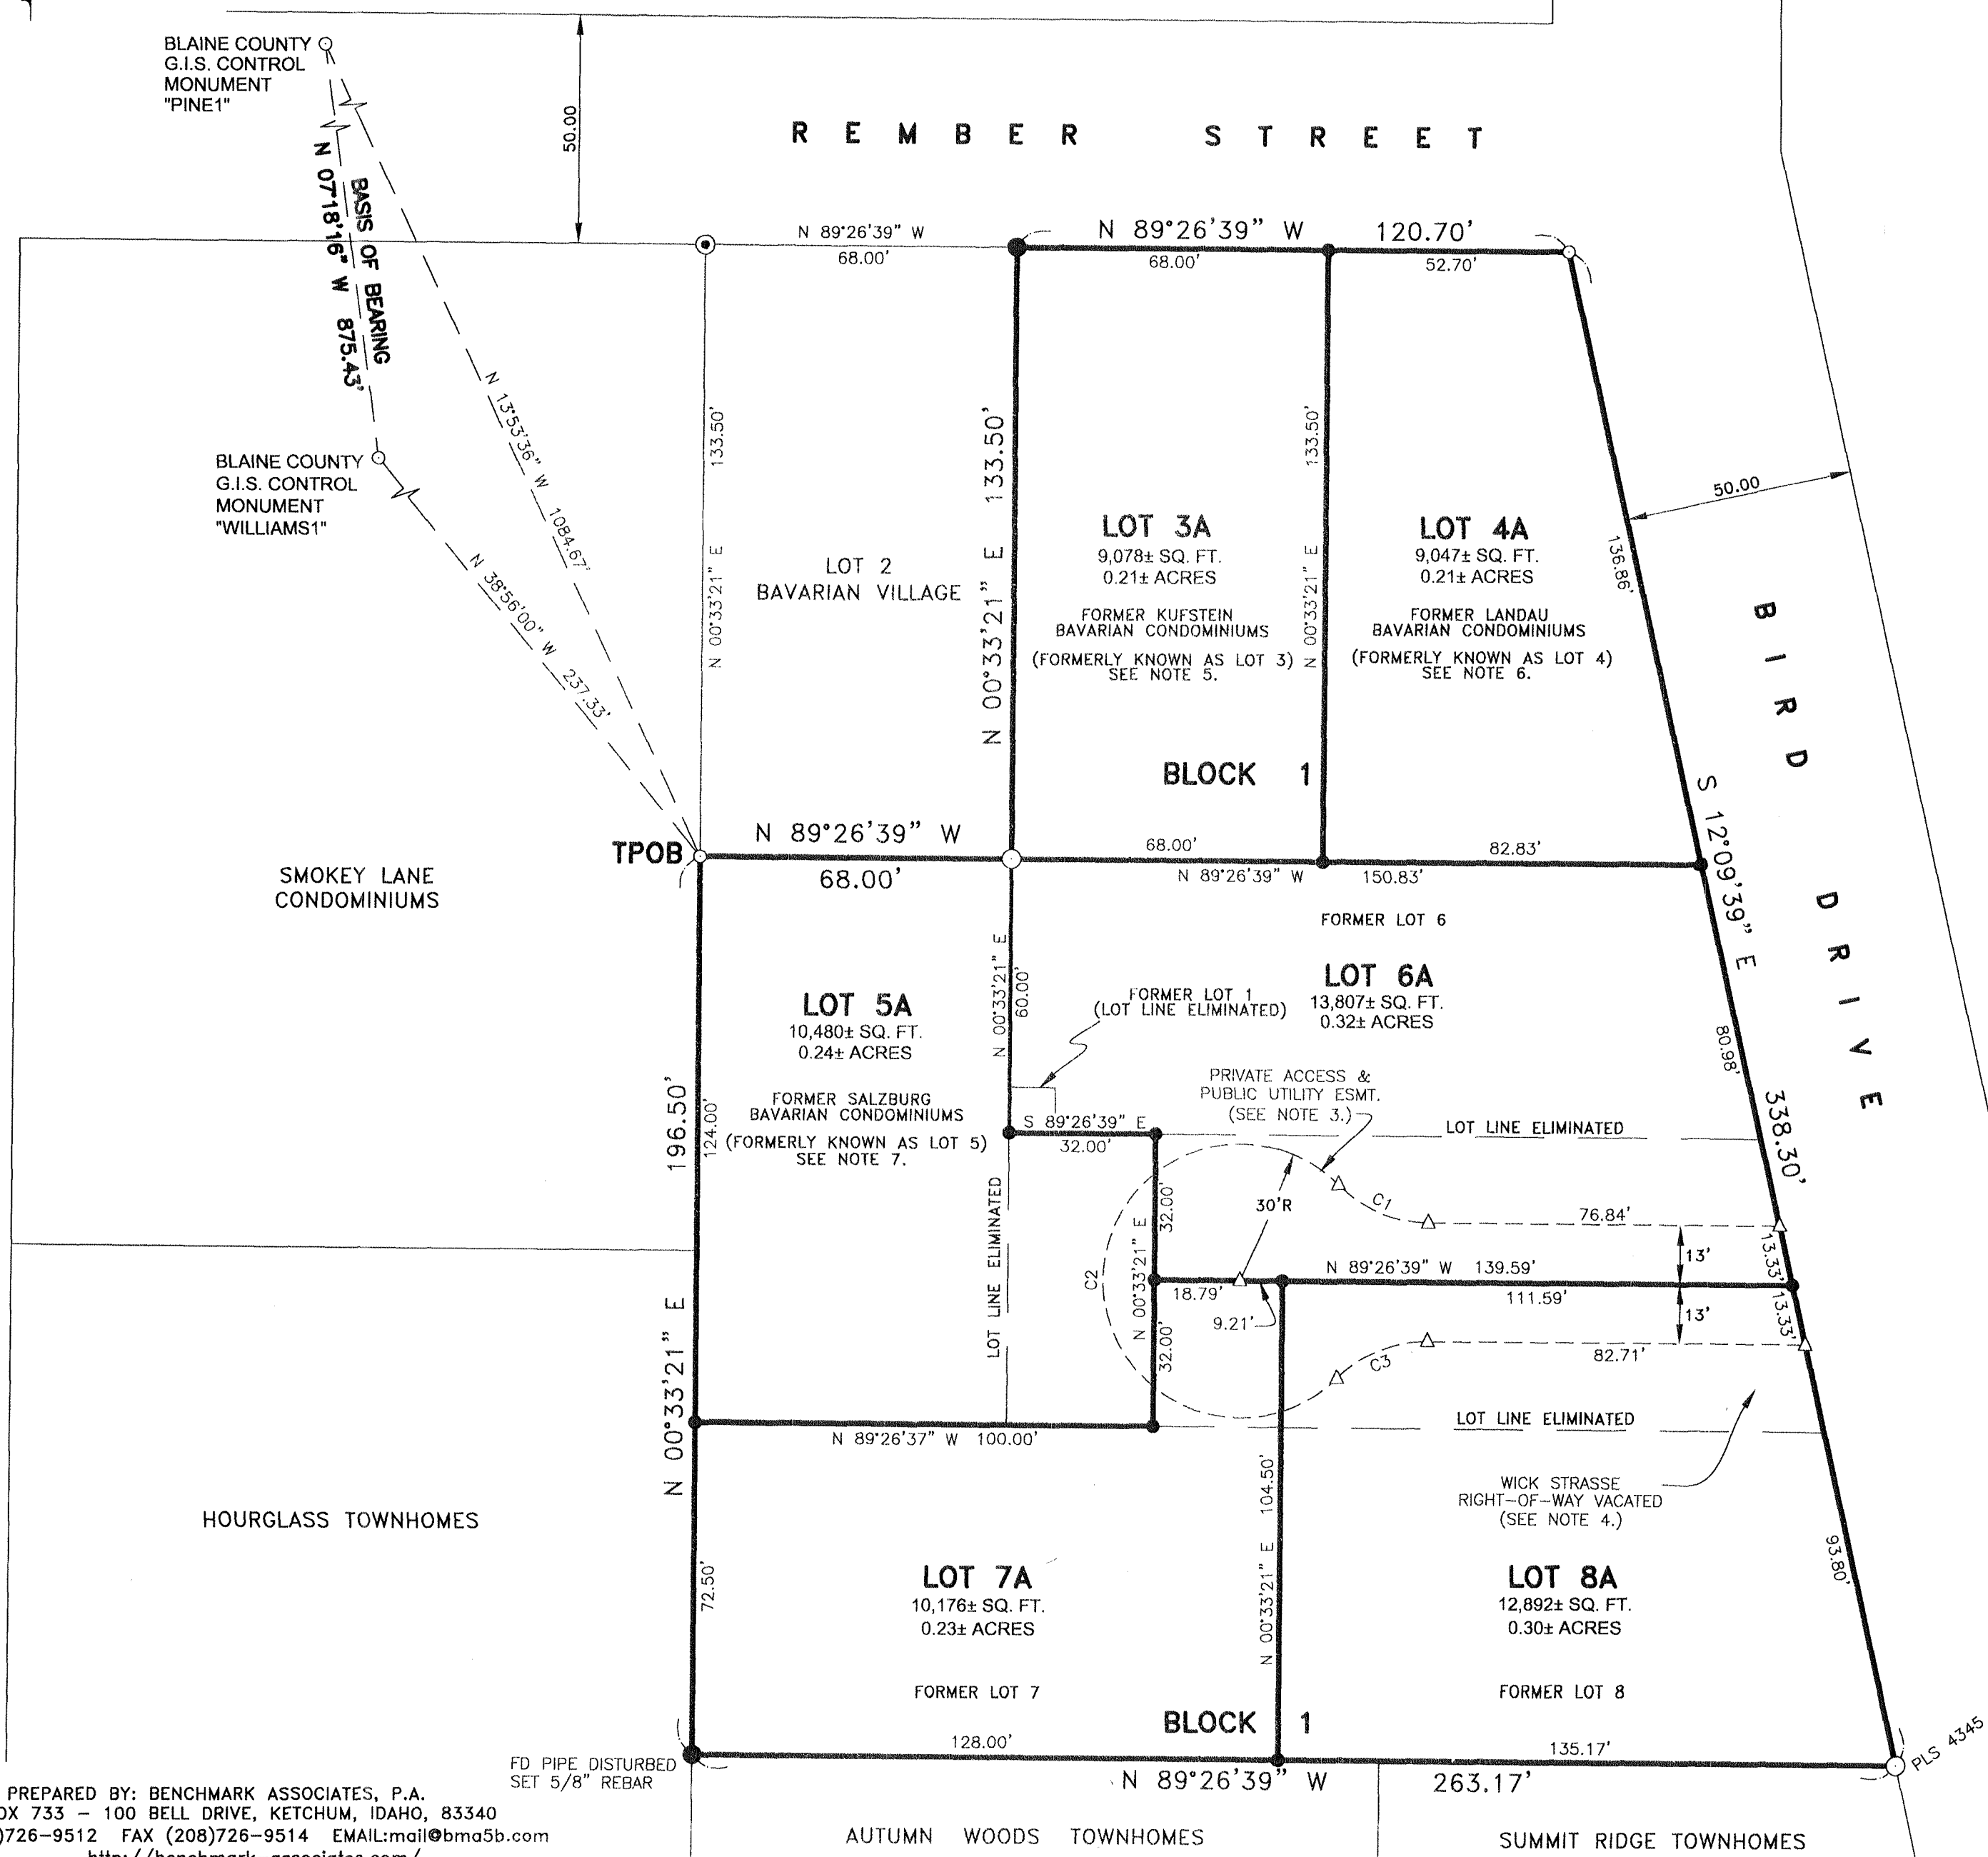 BLAINE COUNTY
G.I.S. CONTROL
MONUMENT
"PINE1"
50.00
REMBER STREET
BASIS OF BEARING
N 07°18'16" W 875.43'
N 89°26'39" W
68.00'
N 89°26'39" W 120.70'
68.00'
52.70'
BLAINE COUNTY
G.I.S. CONTROL
MONUMENT
"WILLIAMS1"
N 13°53'36" W 1084.67'
N 38°56'00" W 237.33'
N 00°33'21" E 133.50'
LOT 2
BAVARIAN VILLAGE
N 00°33'21" E 133.50'
LOT 3A
9,078± SQ. FT.
0.21± ACRES
FORMER KUFSTEIN
BAVARIAN CONDOMINIUMS
(FORMERLY KNOWN AS LOT 3)
SEE NOTE 5.
N 00°33'21" E 133.50'
LOT 4A
9,047± SQ. FT.
0.21± ACRES
FORMER LANDAU
BAVARIAN CONDOMINIUMS
(FORMERLY KNOWN AS LOT 4)
SEE NOTE 6.
136.86'
50.00
BIRD DRIVE
BLOCK 1
S 12°09'39" E 338.30'
TPOB
N 89°26'39" W
68.00'
68.00'
82.83'
N 89°26'39" W 150.83'
SMOKEY LANE
CONDOMINIUMS
FORMER LOT 6
LOT 6A
13,807± SQ. FT.
0.32± ACRES
80.98'
N 00°33'21" E
60.00'
FORMER LOT 1
(LOT LINE ELIMINATED)
LOT 5A
10,480± SQ. FT.
0.24± ACRES
FORMER SALZBURG
BAVARIAN CONDOMINIUMS
(FORMERLY KNOWN AS LOT 5)
SEE NOTE 7.
N 00°33'21" E 196.50'
124.00'
PRIVATE ACCESS &
PUBLIC UTILITY ESMT.
(SEE NOTE 3.)
S 89°26'39" E
32.00'
LOT LINE ELIMINATED
LOT LINE ELIMINATED
N 00°33'21" E
32.00'
32.00'
30'R
C1
C2
C3
76.84'
13'
13.33'
N 89°26'39" W 139.59'
18.79'
9.21'
111.59'
13'
13.33'
82.71'
LOT LINE ELIMINATED
N 89°26'37" W 100.00'
WICK STRASSE
RIGHT-OF-WAY VACATED
(SEE NOTE 4.)
93.80'
HOURGLASS TOWNHOMES
72.50'
LOT 7A
10,176± SQ. FT.
0.23± ACRES
FORMER LOT 7
N 00°33'21" E 104.50'
LOT 8A
12,892± SQ. FT.
0.30± ACRES
FORMER LOT 8
BLOCK 1
128.00'
135.17'
N 89°26'39" W 263.17'
PLS 4345
FD PIPE DISTURBED
SET 5/8" REBAR
PREPARED BY: BENCHMARK ASSOCIATES, P.A.
OX 733 – 100 BELL DRIVE, KETCHUM, IDAHO, 83340
)726–9512 FAX (208)726–9514 EMAIL:mail@bma5b.com
http://benchmark-associates.com/
AUTUMN WOODS TOWNHOMES
SUMMIT RIDGE TOWNHOMES